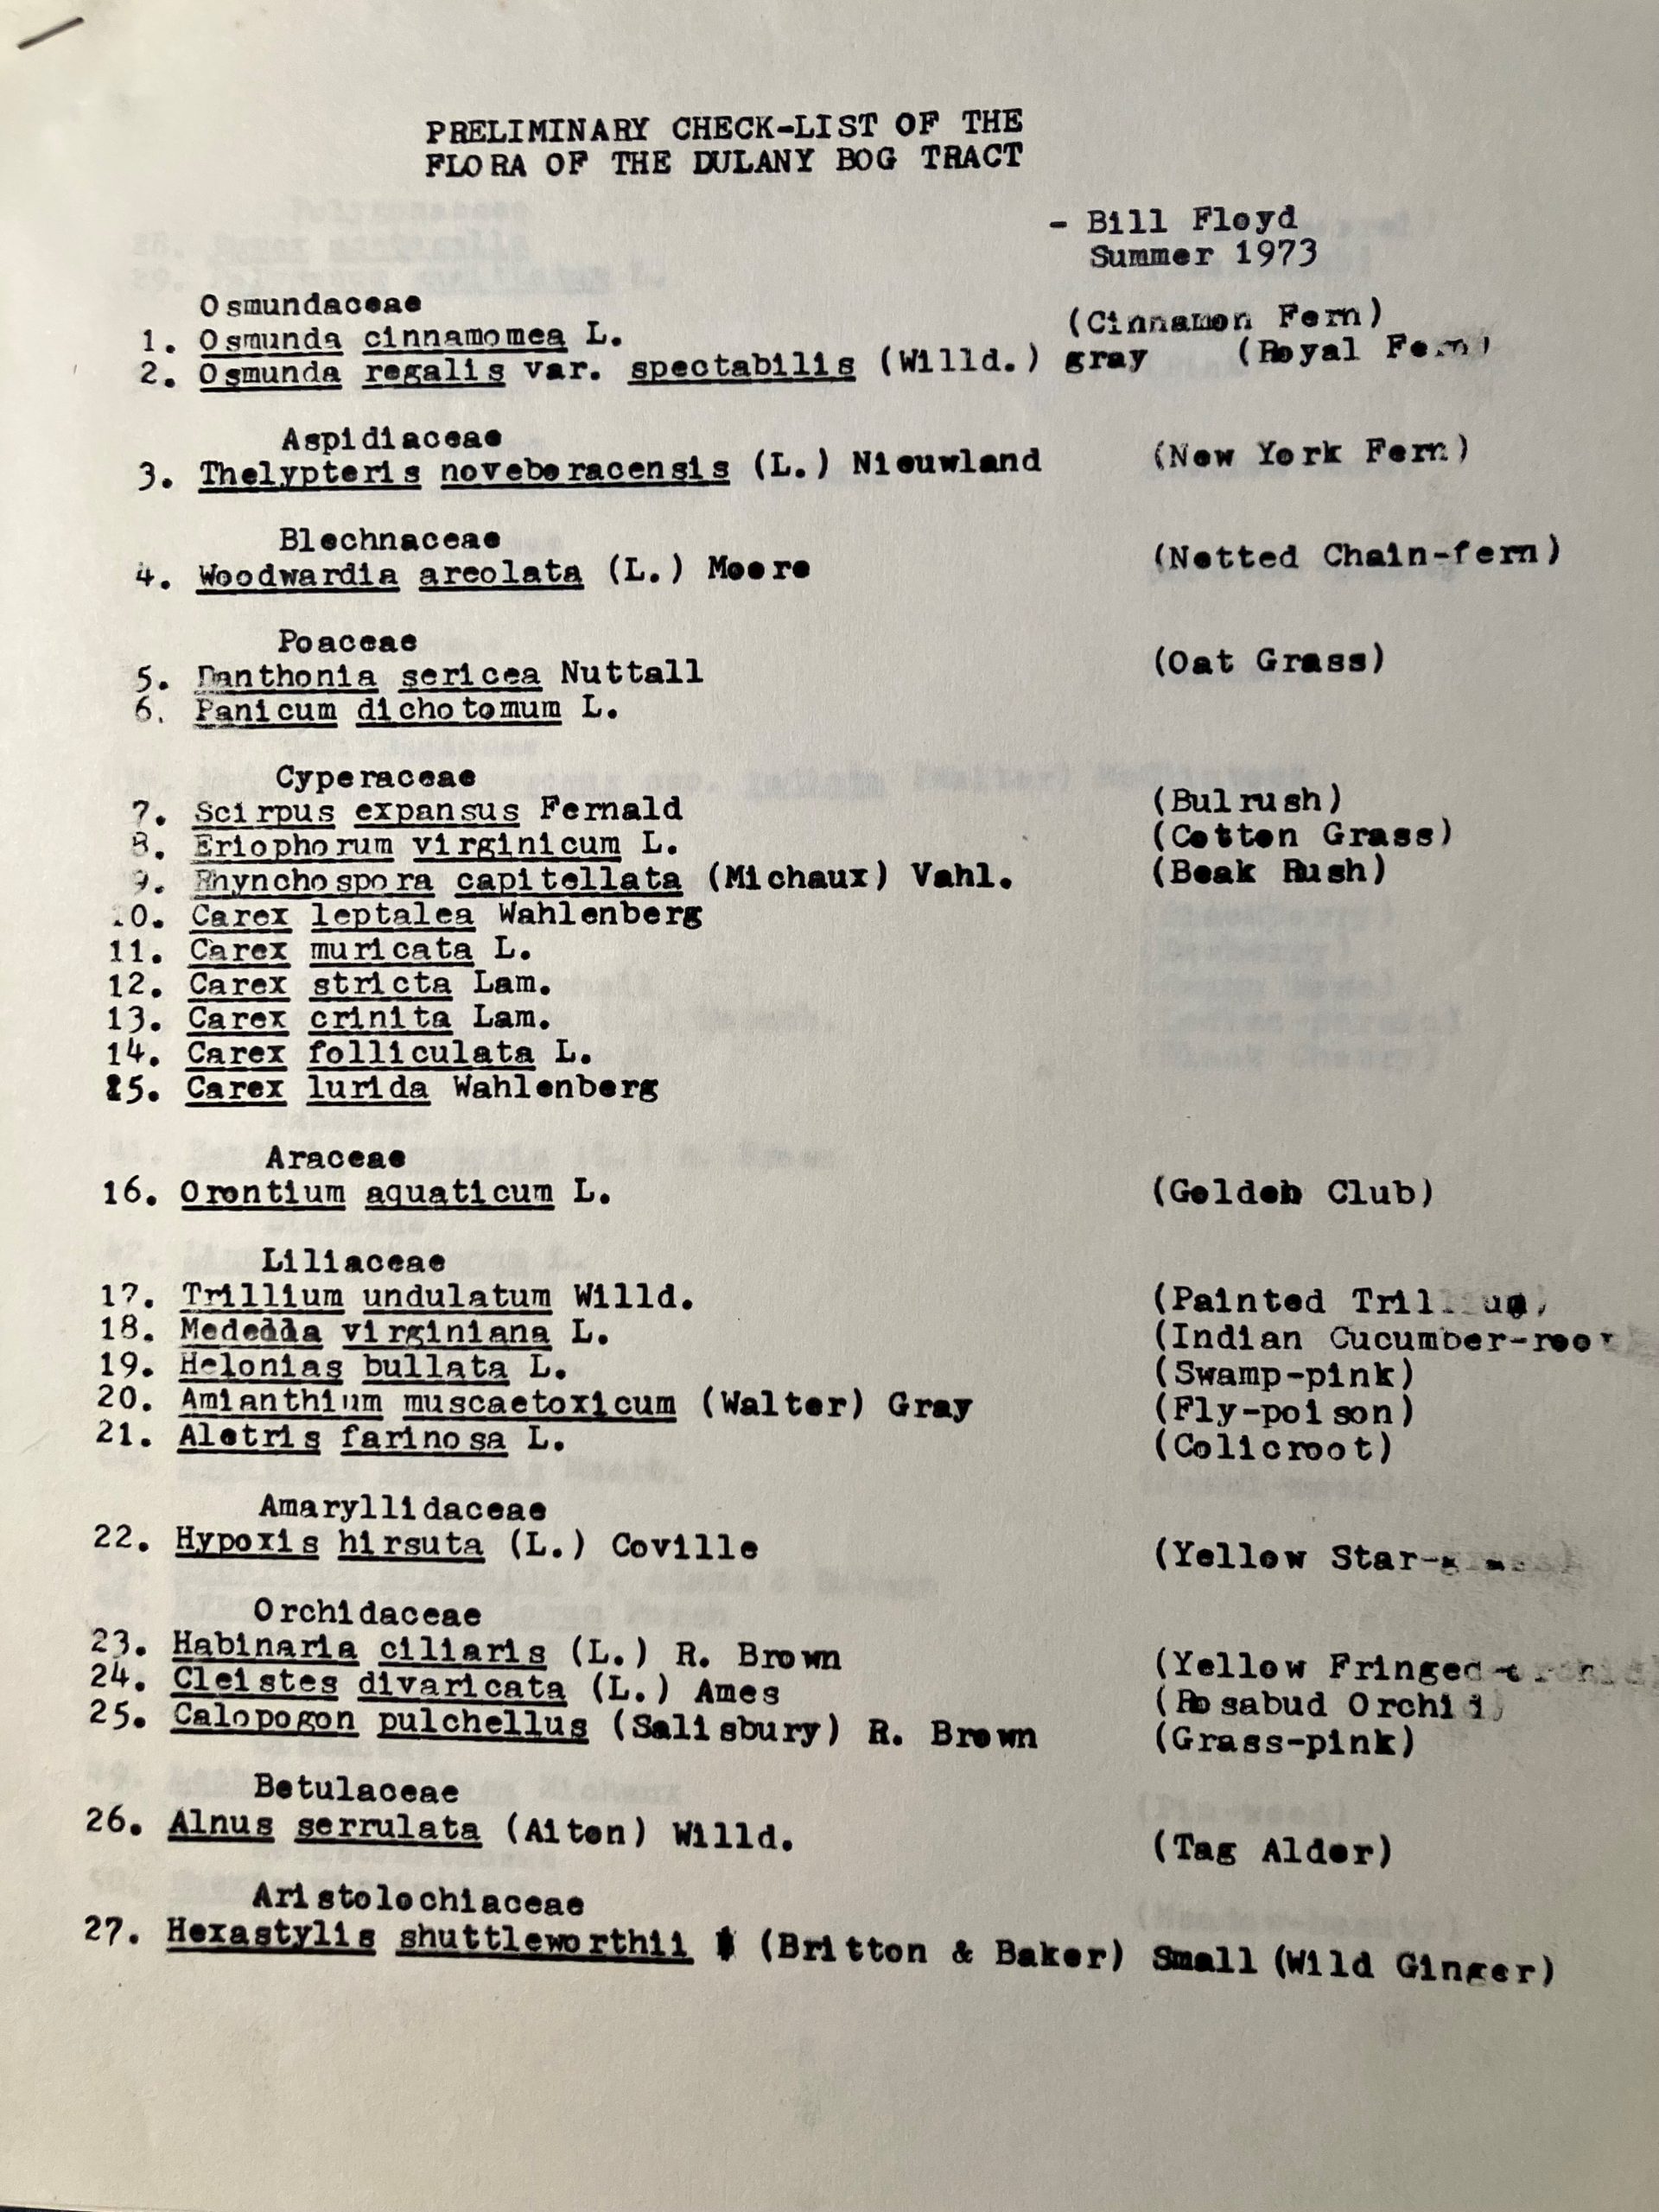 PRELIMINARY CHECK-LIST OF THE
FLORA OF THE DULANY BOG TRACT
- Bill Floyd
Summer 1973
Osmundaceae
1. Osmunda cinnamomea L. (Cinnamon Fern)
2. Osmunda regalis var. spectabilis (Willd.) gray (Royal Fern)
Aspidiaceae
3. Thelypteris noveboracensis (L.) Nieuwland (New York Fern)
Blechnaceae
4. Woodwardia areolata (L.) Moore (Netted Chain-fern)
Poaceae
5. Danthonia sericea Nuttall (Oat Grass)
6. Panicum dichotomum L.
Cyperaceae
7. Scirpus expansus Fernald (Bulrush)
8. Eriophorum virginicum L. (Cotton Grass)
9. Rhynchospora capitellata (Michaux) Vahl. (Beak Rush)
10. Carex leptalea Wahlenberg
11. Carex muricata L.
12. Carex stricta Lam.
13. Carex crinita Lam.
14. Carex folliculata L.
15. Carex lurida Wahlenberg
Araceae
16. Orontium aquaticum L. (Golden Club)
Liliaceae
17. Trillium undulatum Willd. (Painted Trillium)
18. Medeola virginiana L. (Indian Cucumber-root
19. Helonias bullata L. (Swamp-pink)
20. Amianthium muscaetoxicum (Walter) Gray (Fly-poison)
21. Aletris farinosa L. (Colicroot)
Amaryllidaceae
22. Hypoxis hirsuta (L.) Coville (Yellow Star-grass)
Orchidaceae
23. Habinaria ciliaris (L.) R. Brown (Yellow Fringed-orchid)
24. Cleistes divaricata (L.) Ames (Rosabud Orchid)
25. Calopogon pulchellus (Salisbury) R. Brown (Grass-pink)
Betulaceae
26. Alnus serrulata (Aiton) Willd. (Tag Alder)
Aristolochiaceae
27. Hexastylis shuttleworthii (Britton & Baker) Small (Wild Ginger)